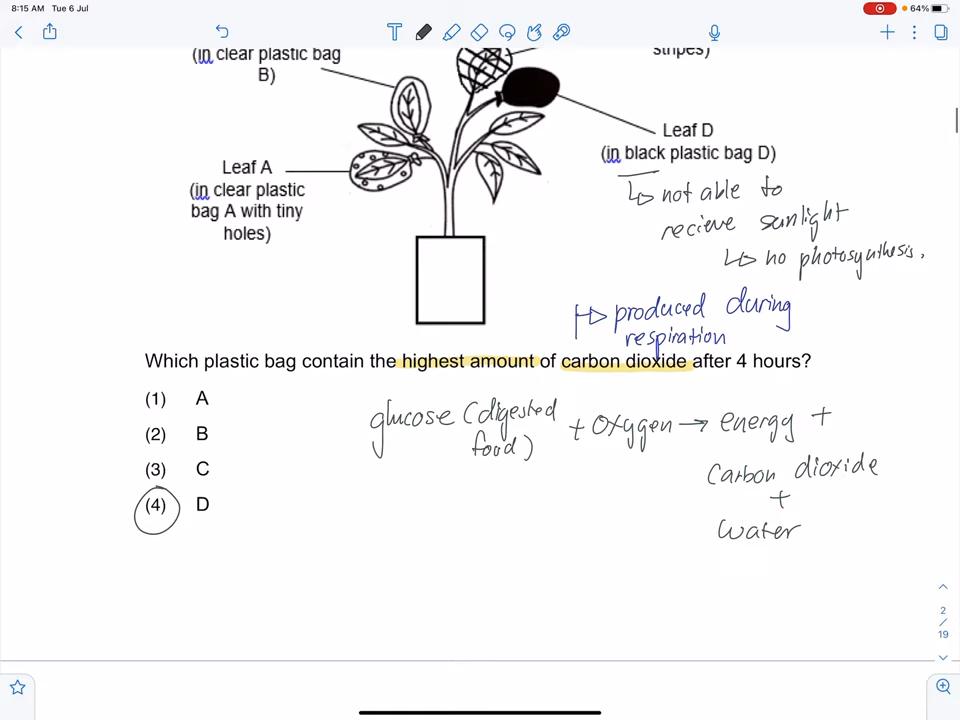 8:15 AM Tue 6 Jul
64%
(in clear plastic bag
B)
stripes)
Leaf D
(in black plastic bag D)
Leaf A
(in clear plastic
bag A with tiny
holes)
not able to
recieve sunlight
no photosynthesis.
produced during
respiration
Which plastic bag contain the highest amount of carbon dioxide after 4 hours?
(1) A
(2) B
(3) C
(4) D
glucose (digested
food) + oxygen → energy +
carbon dioxide
+
water
2
/
19